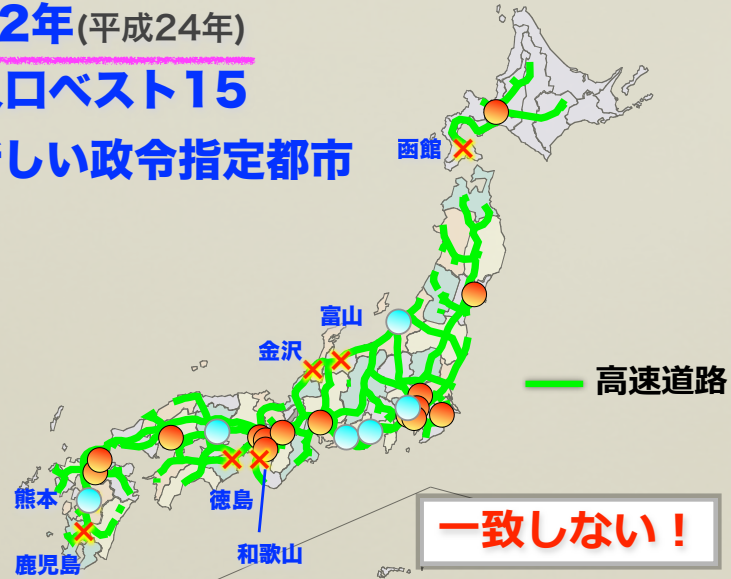 2年(平成24年)
口ベスト15
しい政令指定都市
函館
富山
金沢
高速道路
熊本
徳島
和歌山
鹿児島
一致しない！